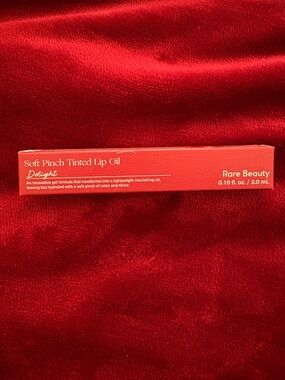 Soft Pinch Tinted Lip Oil
Delight
An innovative gel formula that transforms into a lightweight nourishing oil,
leaving lips hydrated with a soft pinch of color and shine.
Rare Beauty
0.10 fl. oz. / 3.0 mL